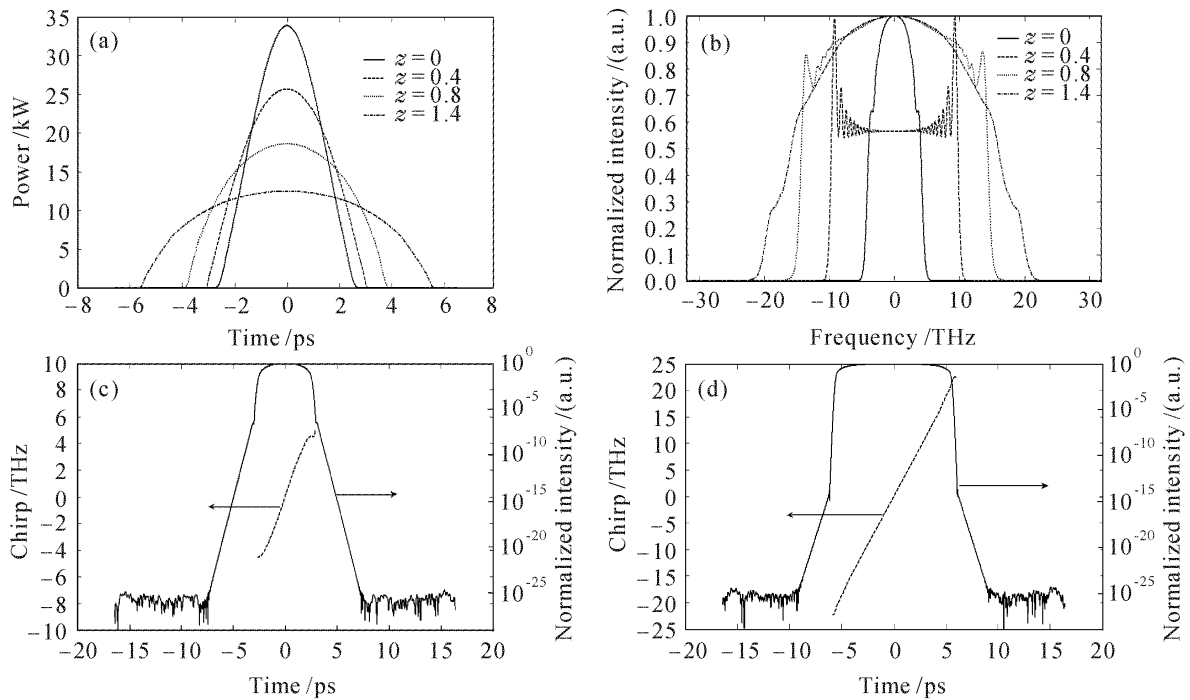 (a)
z=0
z=0.4
z=0.8
z=1.4
Power /kW
35
30
25
20
15
10
5
0
−8 −6 −4 −2 0 2 4 6 8
Time /ps
(b)
z=0
z=0.4
z=0.8
z=1.4
Normalized intensity /(a.u.)
1.0
0.9
0.8
0.7
0.6
0.5
0.4
0.3
0.2
0.1
0
−30 −20 −10 0 10 20 30
Frequency /THz
(c)
Chirp /THz
10
8
6
4
2
0
−2
−4
−6
−8
−10
10^0
10^−5
10^−10
10^−15
10^−20
10^−25
Normalized intensity /(a.u.)
−20 −15 −10 −5 0 5 10 15 20
Time /ps
(d)
Chirp /THz
25
20
15
10
5
0
−5
−10
−15
−20
−25
10^0
10^−5
10^−10
10^−15
10^−20
10^−25
Normalized intensity /(a.u.)
−20 −15 −10 −5 0 5 10 15 20
Time /ps